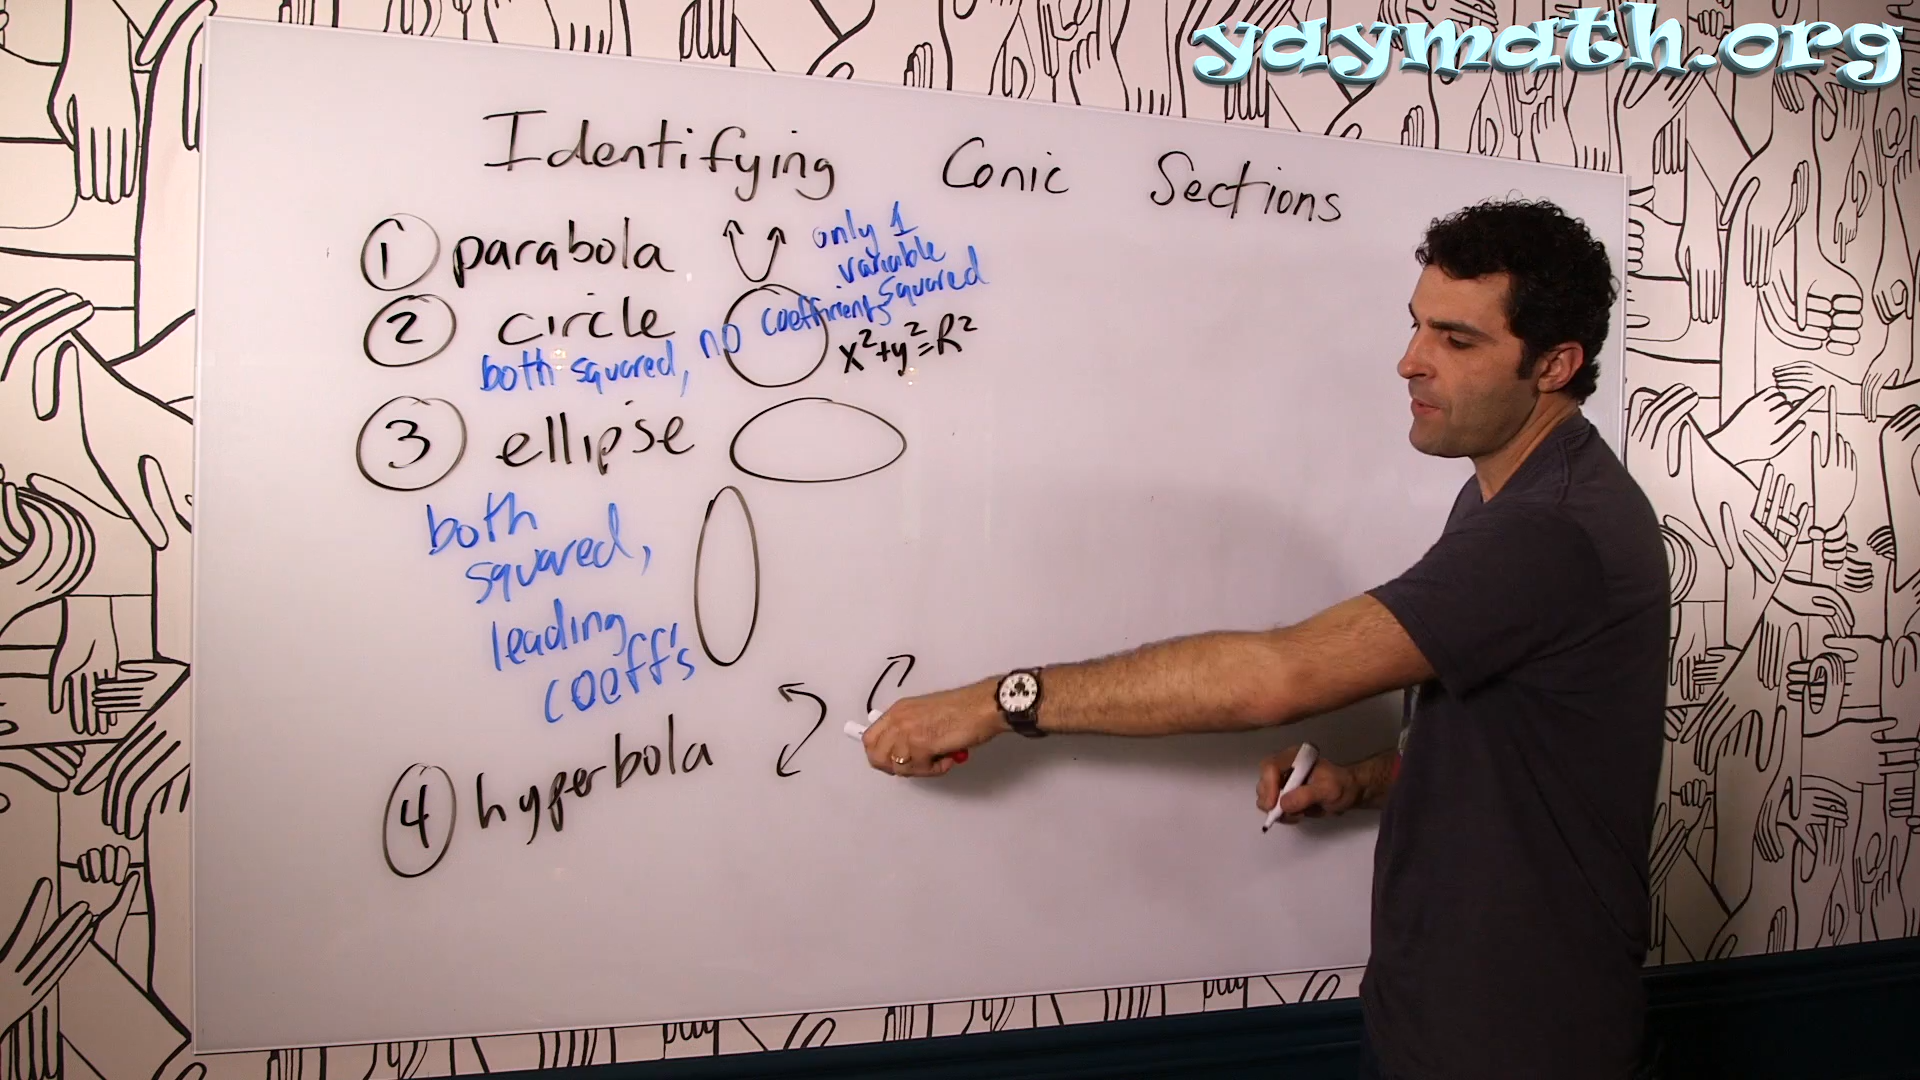 yaymath.org
Identifying Conic Sections
1 parabola
only 1
variable
squared
2 circle
both squared, no coefficients
x²+y²=R²
3 ellipse
both
squared,
leading
coeff's
4 hyperbola